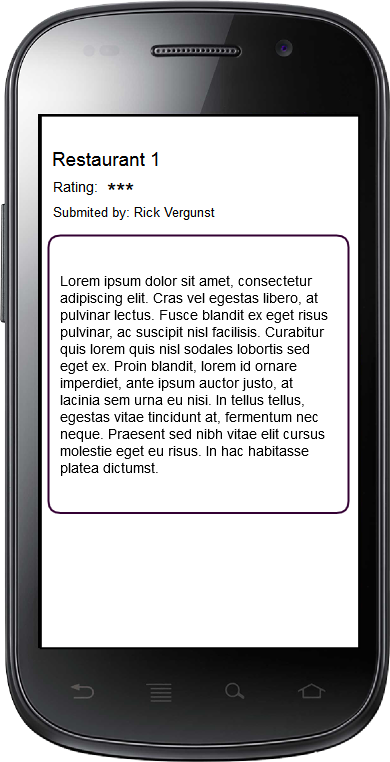 Restaurant 1
Rating: ***
Submited by: Rick Vergunst
Lorem ipsum dolor sit amet, consectetur
adipiscing elit. Cras vel egestas libero, at
pulvinar lectus. Fusce blandit ex eget risus
pulvinar, ac suscipit nisl facilisis. Curabitur
quis lorem quis nisl sodales lobortis sed
eget ex. Proin blandit, lorem id ornare
imperdiet, ante ipsum auctor justo, at
lacinia sem urna eu nisi. In tellus tellus,
egestas vitae tincidunt at, fermentum nec
neque. Praesent sed nibh vitae elit cursus
molestie eget eu risus. In hac habitasse
platea dictumst.